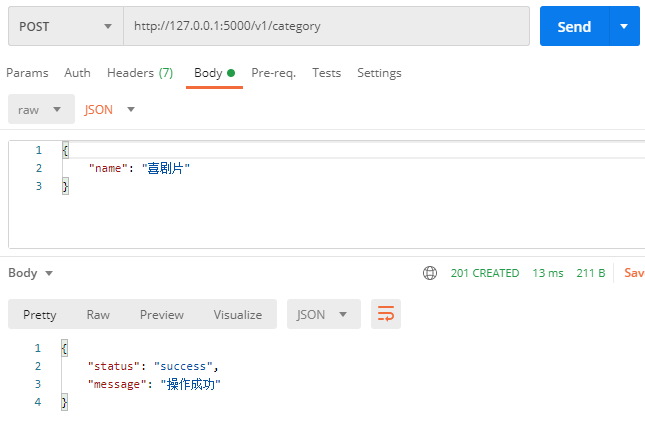 POST http://127.0.0.1:5000/v1/category Send
Params Auth Headers (7) Body Pre-req. Tests Settings
raw JSON
1 {
2 "name": "喜剧片"
3 }
Body 201 CREATED 13 ms 211 B Sav
Pretty Raw Preview Visualize JSON
1 {
2 "status": "success",
3 "message": "操作成功"
4 }